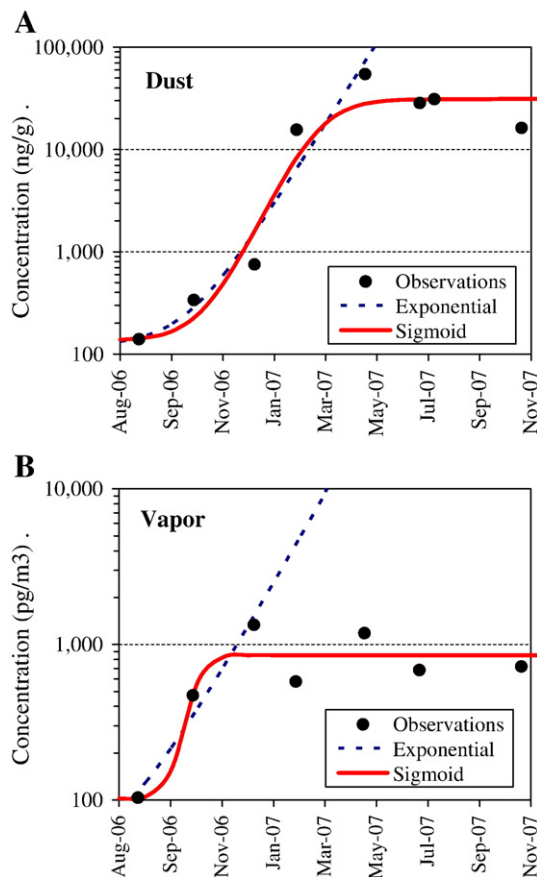 A
100,000
10,000
1,000
100
Concentration (ng/g) .
Dust
Observations
Exponential
Sigmoid
Aug-06
Sep-06
Nov-06
Jan-07
Mar-07
May-07
Jul-07
Sep-07
Nov-07
B
10,000
1,000
100
Concentration (pg/m3) .
Vapor
Observations
Exponential
Sigmoid
Aug-06
Sep-06
Nov-06
Jan-07
Mar-07
May-07
Jul-07
Sep-07
Nov-07